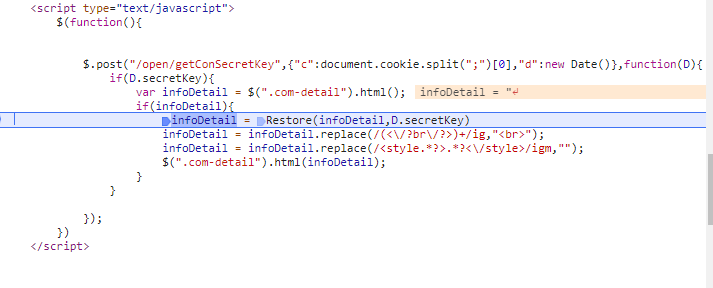 <script type="text/javascript">
$(function(){
$.post("/open/getConSecretKey",{"c":document.cookie.split(";")[0],"d":new Date()},function(D){
if(D.secretKey){
var infoDetail = $(".com-detail").html(); infoDetail = "↵
if(infoDetail){
infoDetail = Restore(infoDetail,D.secretKey)
infoDetail = infoDetail.replace(/(<\/?br\/?>)+/ig,"<br>");
infoDetail = infoDetail.replace(/<style.*?>.*?<\/style>/igm,"");
$(".com-detail").html(infoDetail);
}
}
});
})
</script>